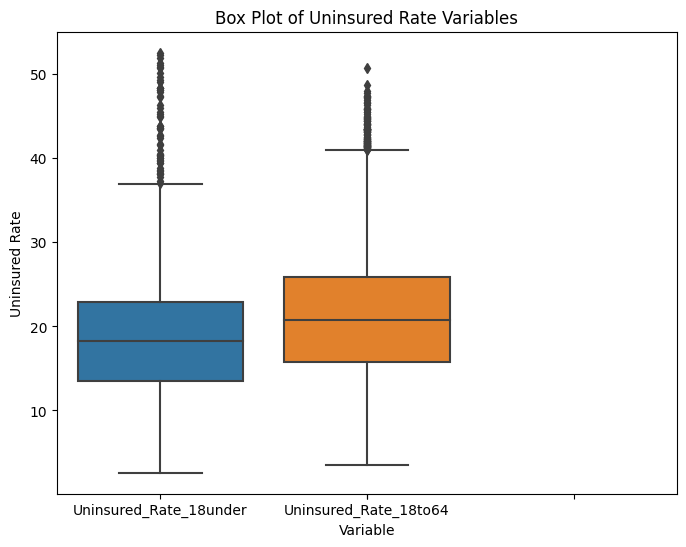 Box Plot of Uninsured Rate Variables
Uninsured Rate
50
40
30
20
10
Uninsured_Rate_18under Uninsured_Rate_18to64
Variable